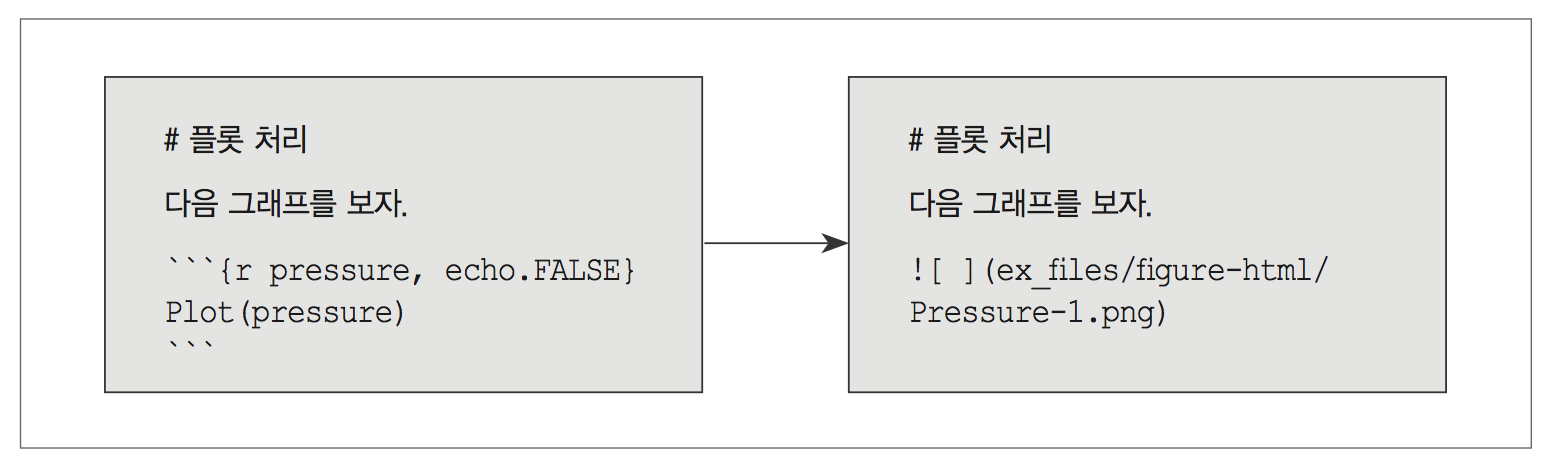 # 플롯 처리
다음 그래프를 보자.
```{r pressure, echo.FALSE}
Plot(pressure)
```
# 플롯 처리
다음 그래프를 보자.
![ ](ex_files/figure-html/
Pressure-1.png)